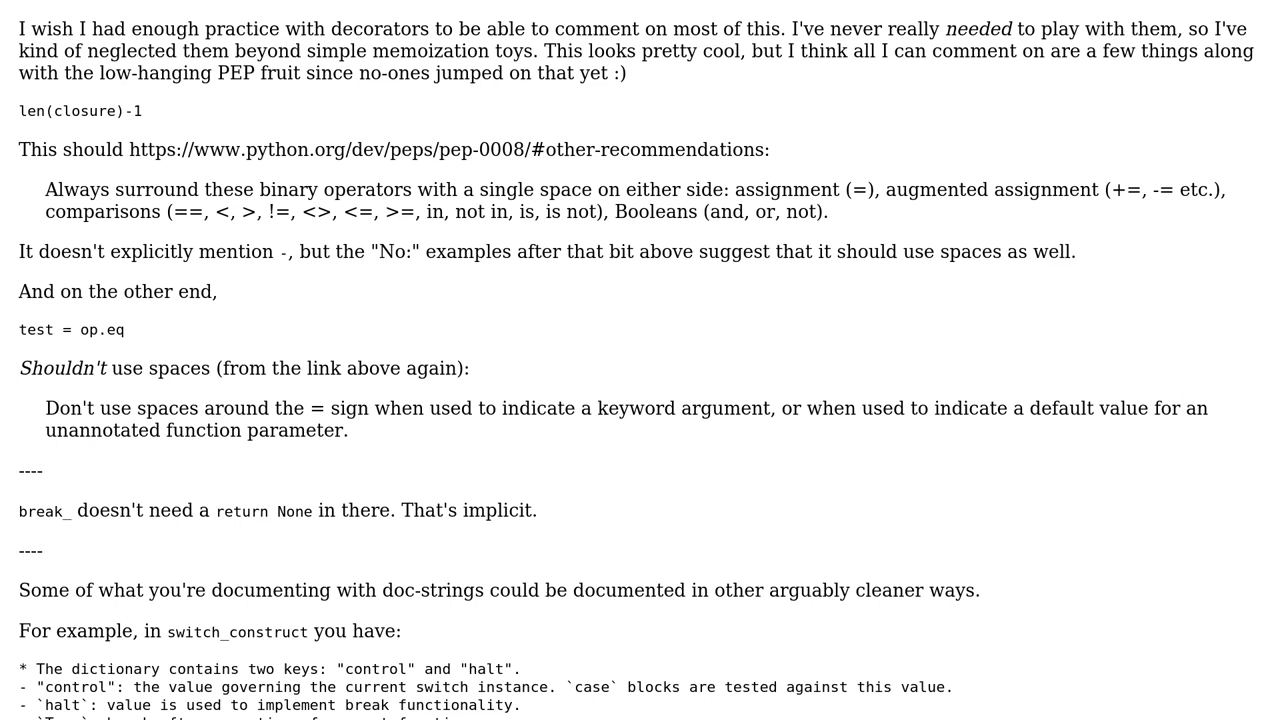 I wish I had enough practice with decorators to be able to comment on most of this. I've never really needed to play with them, so I've
kind of neglected them beyond simple memoization toys. This looks pretty cool, but I think all I can comment on are a few things along
with the low-hanging PEP fruit since no-ones jumped on that yet :)
len(closure)-1
This should https://www.python.org/dev/peps/pep-0008/#other-recommendations:
Always surround these binary operators with a single space on either side: assignment (=), augmented assignment (+=, -= etc.),
comparisons (==, <, >, !=, <>, <=, >=, in, not in, is, is not), Booleans (and, or, not).
It doesn't explicitly mention -, but the "No:" examples after that bit above suggest that it should use spaces as well.
And on the other end,
test = op.eq
Shouldn't use spaces (from the link above again):
Don't use spaces around the = sign when used to indicate a keyword argument, or when used to indicate a default value for an
unannotated function parameter.
----
break_ doesn't need a return None in there. That's implicit.
----
Some of what you're documenting with doc-strings could be documented in other arguably cleaner ways.
For example, in switch_construct you have:
* The dictionary contains two keys: "control" and "halt".
- "control": the value governing the current switch instance. `case` blocks are tested against this value.
- `halt`: value is used to implement break functionality.